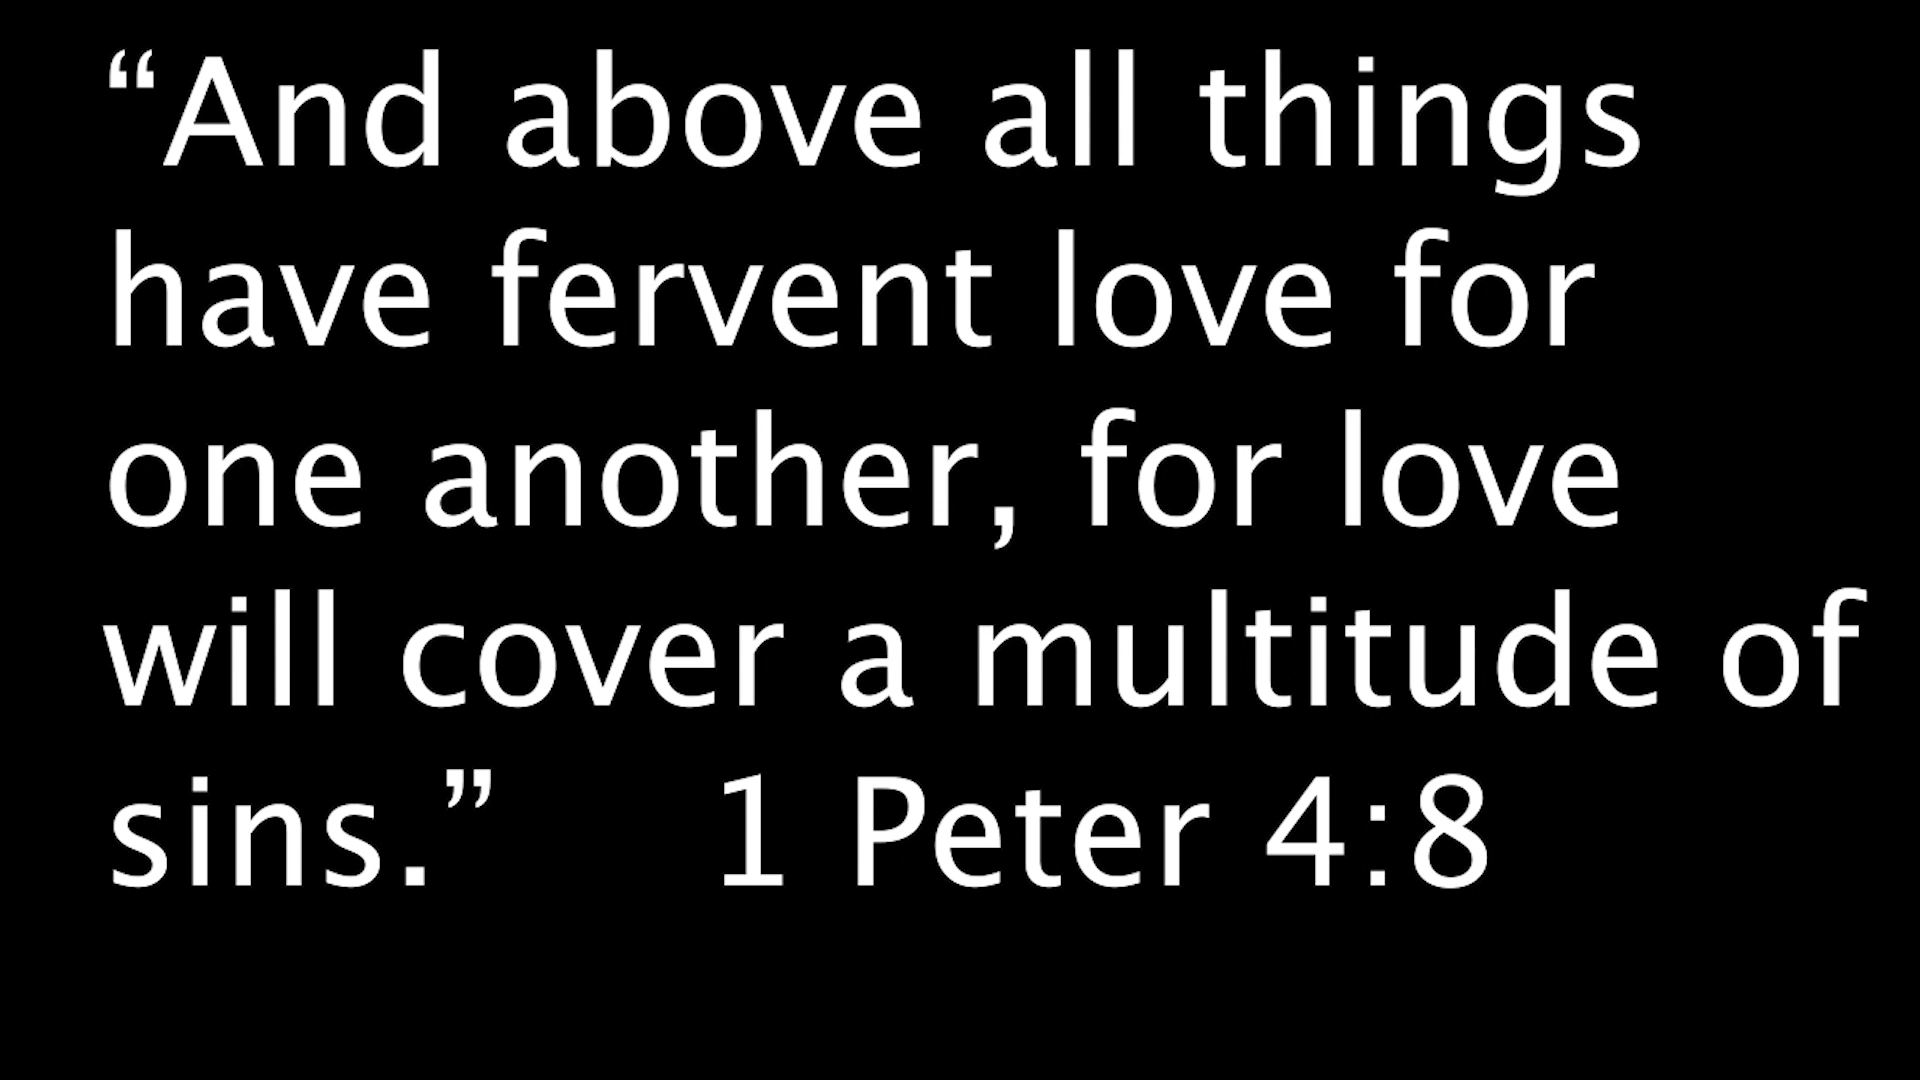 “And above all things
have fervent love for
one another, for love
will cover a multitude of
sins.” 1 Peter 4:8